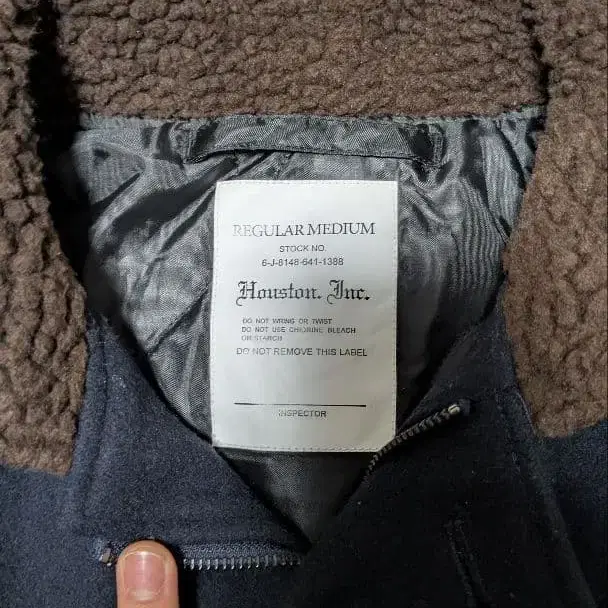 REGULAR MEDIUM
STOCK NO.
6-J-8148-641-1388
Houston. Inc.
DO NOT WRING OR TWIST
DO NOT USE CHLORINE BLEACH
OR STARCH
DO NOT REMOVE THIS LABEL
INSPECTOR